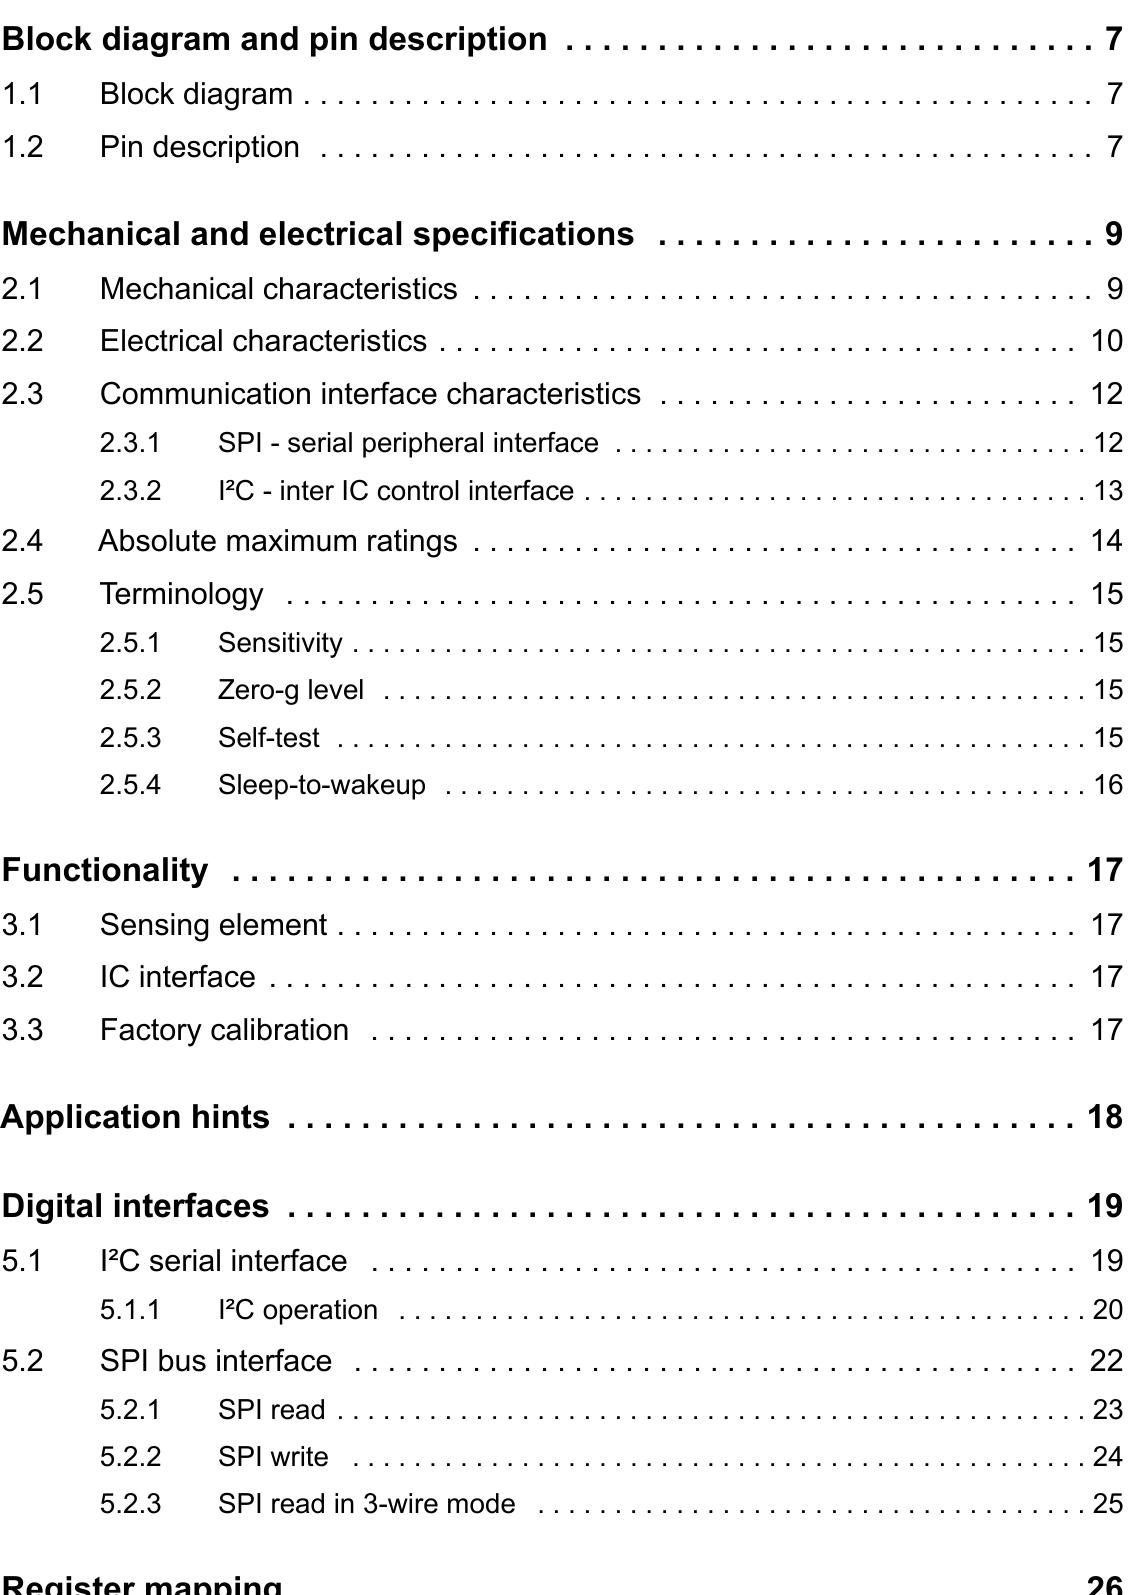 Block diagram and pin description . . . . . . . . . . . . . . . . . . . . . . . . . . . . . 7
1.1 Block diagram . . . . . . . . . . . . . . . . . . . . . . . . . . . . . . . . . . . . . . . . . . . . . . . 7
1.2 Pin description . . . . . . . . . . . . . . . . . . . . . . . . . . . . . . . . . . . . . . . . . . . . . . 7
Mechanical and electrical specifications . . . . . . . . . . . . . . . . . . . . . . . . 9
2.1 Mechanical characteristics . . . . . . . . . . . . . . . . . . . . . . . . . . . . . . . . . . . . . 9
2.2 Electrical characteristics . . . . . . . . . . . . . . . . . . . . . . . . . . . . . . . . . . . . . . 10
2.3 Communication interface characteristics . . . . . . . . . . . . . . . . . . . . . . . . . 12
2.3.1 SPI - serial peripheral interface . . . . . . . . . . . . . . . . . . . . . . . . . . . . . . . 12
2.3.2 I²C - inter IC control interface . . . . . . . . . . . . . . . . . . . . . . . . . . . . . . . . . 13
2.4 Absolute maximum ratings . . . . . . . . . . . . . . . . . . . . . . . . . . . . . . . . . . . . 14
2.5 Terminology . . . . . . . . . . . . . . . . . . . . . . . . . . . . . . . . . . . . . . . . . . . . . . . 15
2.5.1 Sensitivity . . . . . . . . . . . . . . . . . . . . . . . . . . . . . . . . . . . . . . . . . . . . . . . . 15
2.5.2 Zero-g level . . . . . . . . . . . . . . . . . . . . . . . . . . . . . . . . . . . . . . . . . . . . . . 15
2.5.3 Self-test . . . . . . . . . . . . . . . . . . . . . . . . . . . . . . . . . . . . . . . . . . . . . . . . . 15
2.5.4 Sleep-to-wakeup . . . . . . . . . . . . . . . . . . . . . . . . . . . . . . . . . . . . . . . . . . 16
Functionality . . . . . . . . . . . . . . . . . . . . . . . . . . . . . . . . . . . . . . . . . . . . . . 17
3.1 Sensing element . . . . . . . . . . . . . . . . . . . . . . . . . . . . . . . . . . . . . . . . . . . . 17
3.2 IC interface . . . . . . . . . . . . . . . . . . . . . . . . . . . . . . . . . . . . . . . . . . . . . . . . 17
3.3 Factory calibration . . . . . . . . . . . . . . . . . . . . . . . . . . . . . . . . . . . . . . . . . . 17
Application hints . . . . . . . . . . . . . . . . . . . . . . . . . . . . . . . . . . . . . . . . . . . 18
Digital interfaces . . . . . . . . . . . . . . . . . . . . . . . . . . . . . . . . . . . . . . . . . . . 19
5.1 I²C serial interface . . . . . . . . . . . . . . . . . . . . . . . . . . . . . . . . . . . . . . . . . . 19
5.1.1 I²C operation . . . . . . . . . . . . . . . . . . . . . . . . . . . . . . . . . . . . . . . . . . . . . 20
5.2 SPI bus interface . . . . . . . . . . . . . . . . . . . . . . . . . . . . . . . . . . . . . . . . . . . 22
5.2.1 SPI read . . . . . . . . . . . . . . . . . . . . . . . . . . . . . . . . . . . . . . . . . . . . . . . . . 23
5.2.2 SPI write . . . . . . . . . . . . . . . . . . . . . . . . . . . . . . . . . . . . . . . . . . . . . . . . 24
5.2.3 SPI read in 3-wire mode . . . . . . . . . . . . . . . . . . . . . . . . . . . . . . . . . . . . 25
Register mapping 26